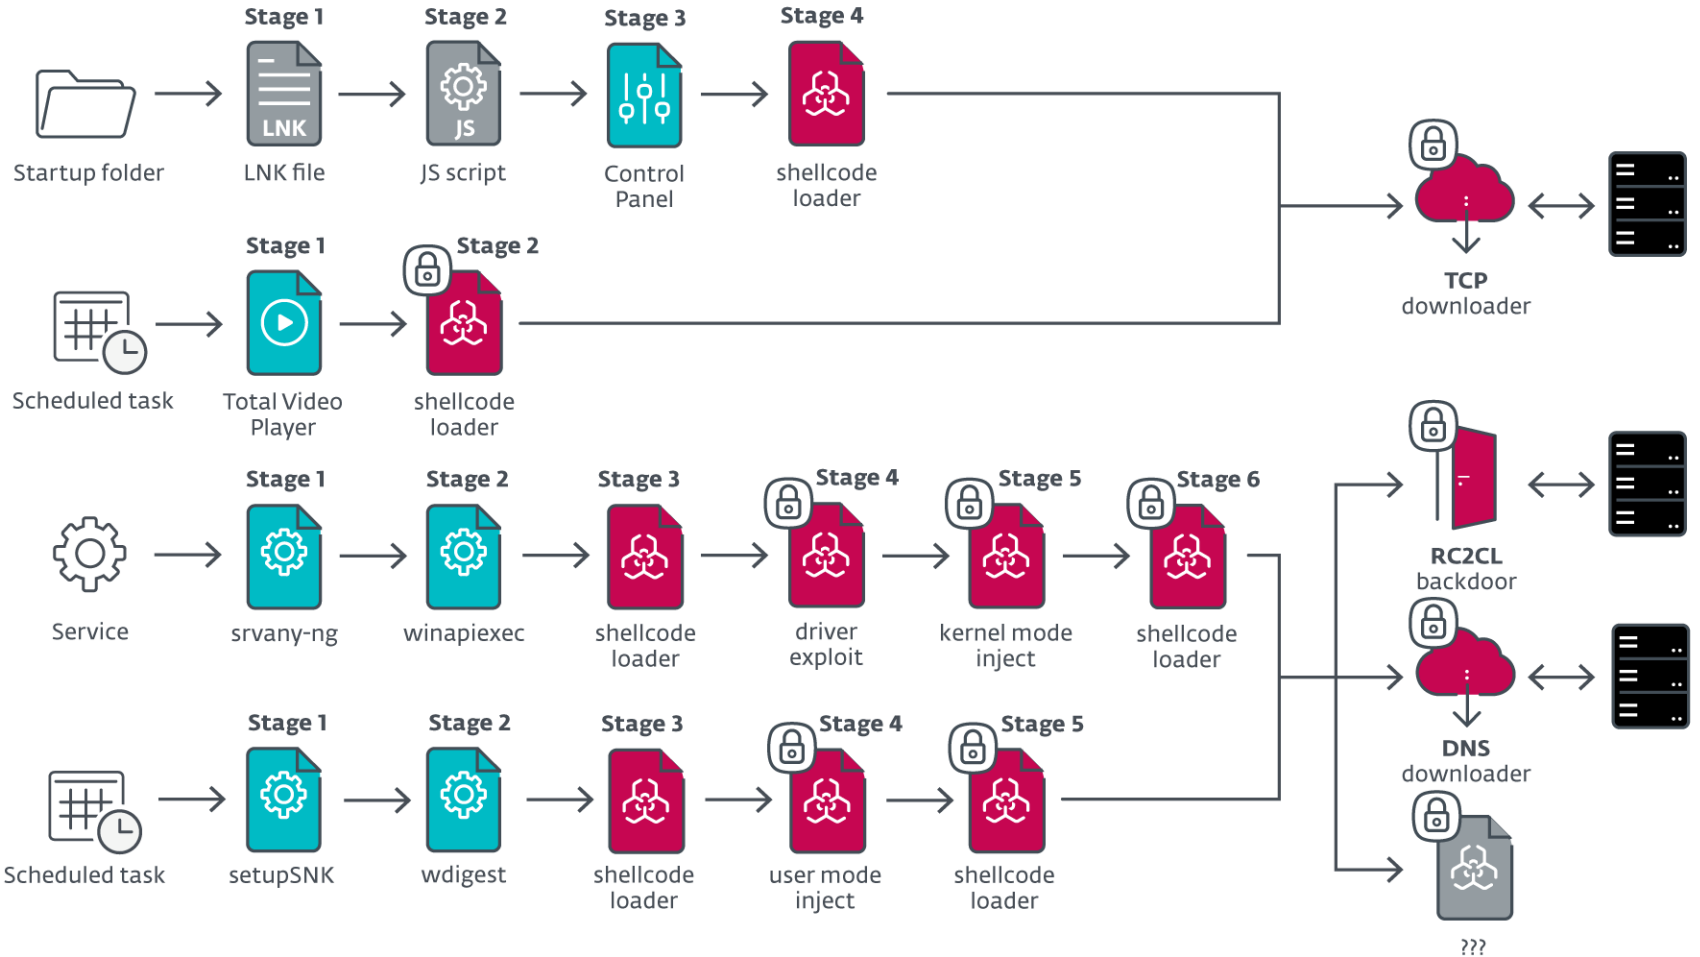 Stage 1
Stage 2
Stage 3
Stage 4
LNK
JS
Startup folder
LNK file
JS script
Control
Panel
shellcode
loader
TCP
downloader
Stage 1
Stage 2
Scheduled task
Total Video
Player
shellcode
loader
Stage 1
Stage 2
Stage 3
Stage 4
Stage 5
Stage 6
Service
srvany-ng
winapiexec
shellcode
loader
driver
exploit
kernel mode
inject
shellcode
loader
RC2CL
backdoor
DNS
downloader
Stage 1
Stage 2
Stage 3
Stage 4
Stage 5
Scheduled task
setupSNK
wdigest
shellcode
loader
user mode
inject
shellcode
loader
???